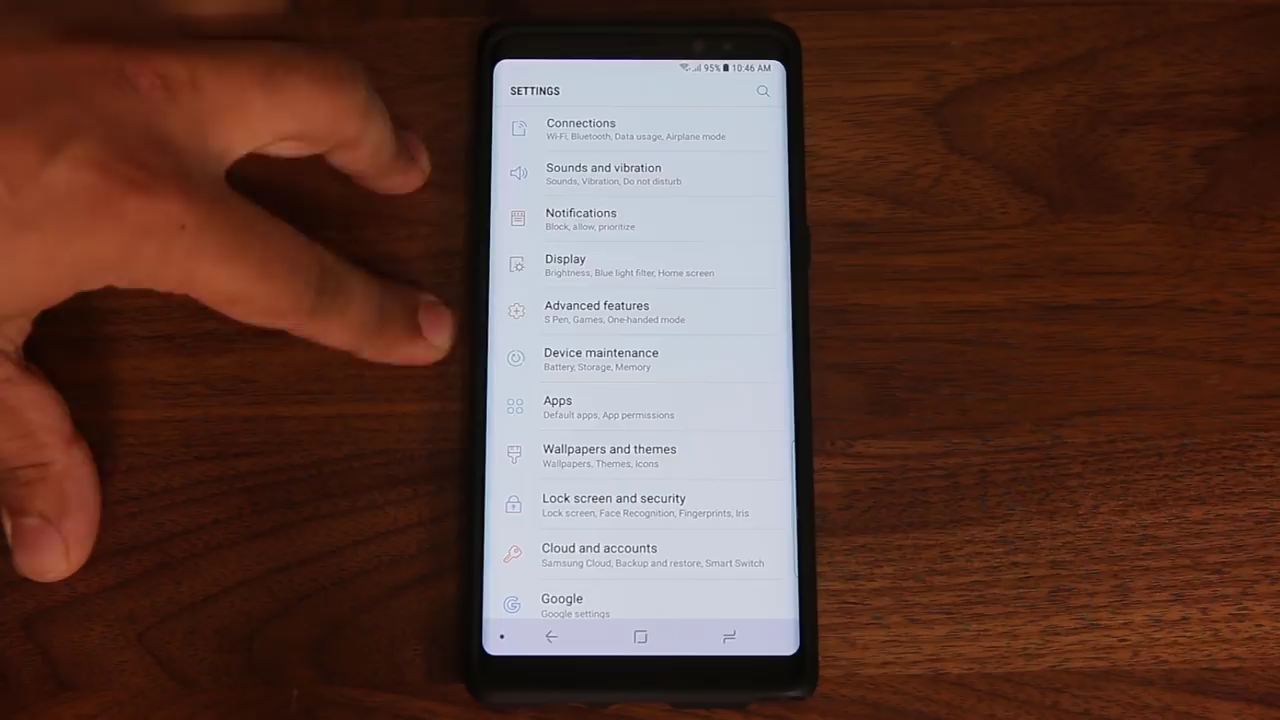 95% 10:46 AM
SETTINGS
Connections
Wi-Fi, Bluetooth, Data usage, Airplane mode
Sounds and vibration
Sounds, Vibration, Do not disturb
Notifications
Block, allow, prioritize
Display
Brightness, Blue light filter, Home screen
Advanced features
S Pen, Games, One-handed mode
Device maintenance
Battery, Storage, Memory
Apps
Default apps, App permissions
Wallpapers and themes
Wallpapers, Themes, Icons
Lock screen and security
Lock screen, Face Recognition, Fingerprints, Iris
Cloud and accounts
Samsung Cloud, Backup and restore, Smart Switch
Google
Google settings